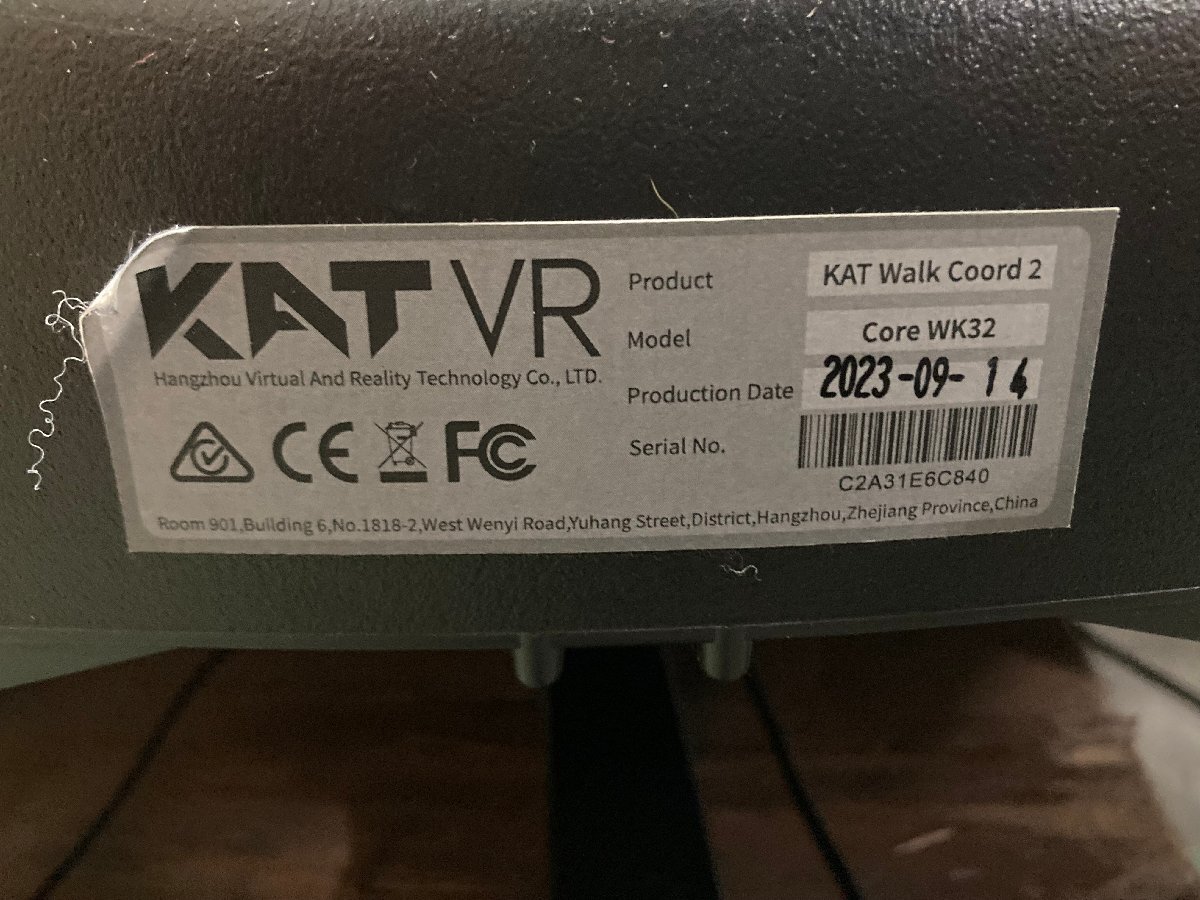 KAT VR
Hangzhou Virtual And Reality Technology Co., LTD.
CE FC
Product KAT Walk Coord 2
Model Core WK32
Production Date 2023-09-14
Serial No.
C2A31E6C840
Room 901,Building 6,No.1818-2,West Wenyi Road,Yuhang Street,District,Hangzhou,Zhejiang Province,China